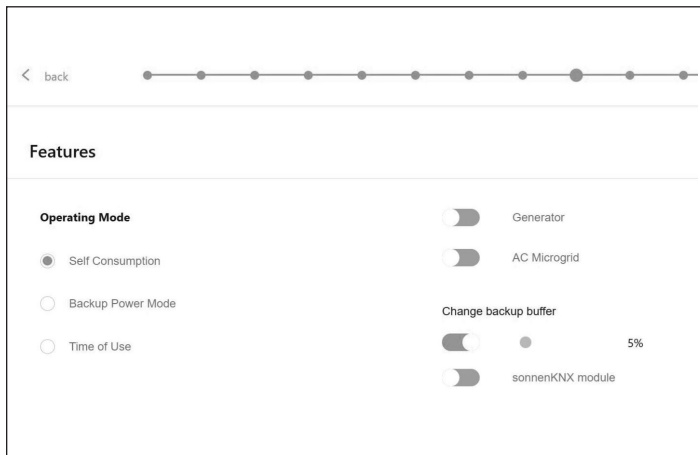 back
Features
Operating Mode
Self Consumption
Backup Power Mode
Time of Use
Generator
AC Microgrid
Change backup buffer
5%
sonnenKNX module